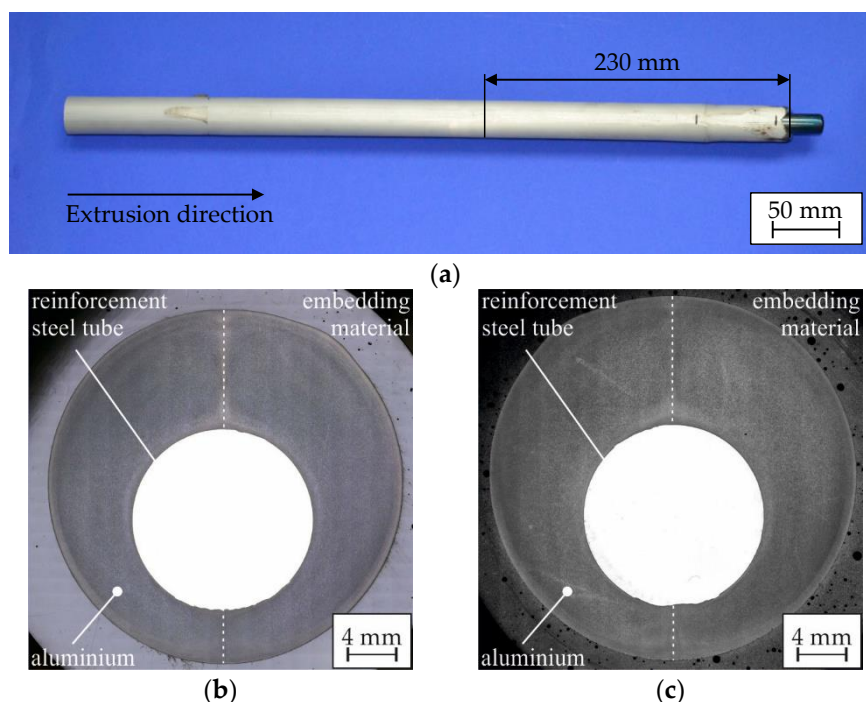 230 mm
Extrusion direction
50 mm
(a)
reinforcement
steel tube
embedding
material
aluminium
4 mm
(b)
reinforcement
steel tube
embedding
material
aluminium
4 mm
(c)